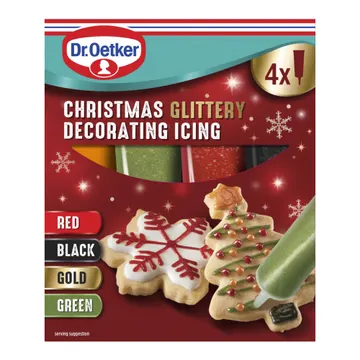 Dr.Oetker
4x
CHRISTMAS GLITTERY
DECORATING ICING
RED
BLACK
GOLD
GREEN
serving suggestion